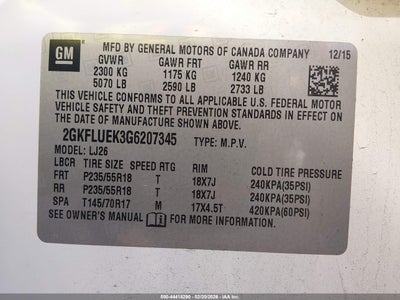 GM
MFD BY GENERAL MOTORS OF CANADA COMPANY 12/15
GVWR GAWR FRT GAWR RR
2300 KG 1175 KG 1240 KG
5070 LB 2590 LB 2733 LB
THIS VEHICLE CONFORMS TO ALL APPLICABLE U.S. FEDERAL MOTOR
VEHICLE SAFETY, BUMPER, AND THEFT PREVENTION STANDARDS IN EFFECT ON THE
DATE OF MANUFACTURE SHOWN ABOVE.
2GKFLUEK3G6207345 TYPE: M.P.V.
MODEL: LJ26
LBCR TIRE SIZE SPEED RTG RIM COLD TIRE PRESSURE
FRT P235/55R18 T 18X7J 240KPA(35PSI)
RR P235/55R18 T 18X7J 240KPA(35PSI)
SPA T145/70R17 M 17X4.5T 420KPA(60PSI)
SEE OWNER'S MANUAL FOR MORE INFORMATION.